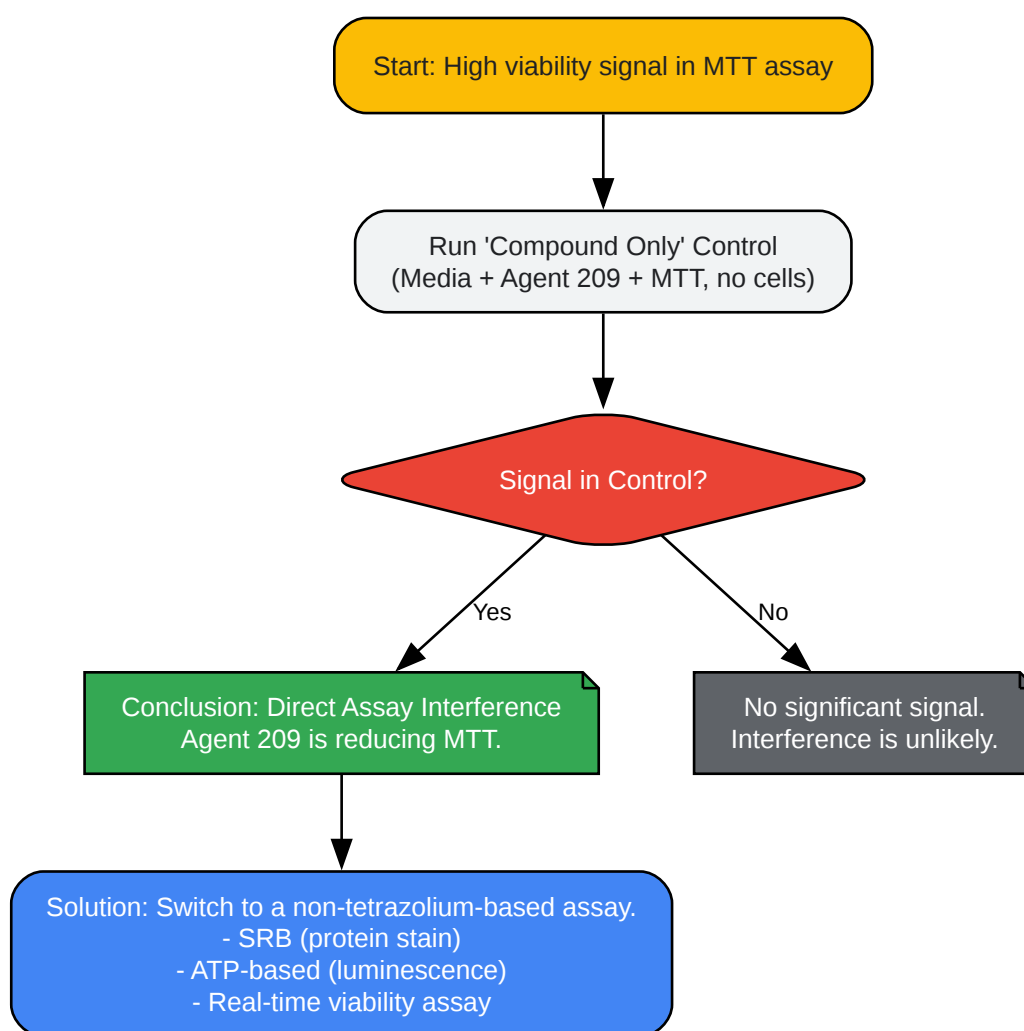 Start: High viability signal in MTT assay
Run 'Compound Only' Control
(Media + Agent 209 + MTT, no cells)
Signal in Control?
Yes
No
Conclusion: Direct Assay Interference
Agent 209 is reducing MTT.
No significant signal.
Interference is unlikely.
Solution: Switch to a non-tetrazolium-based assay.
- SRB (protein stain)
- ATP-based (luminescence)
- Real-time viability assay